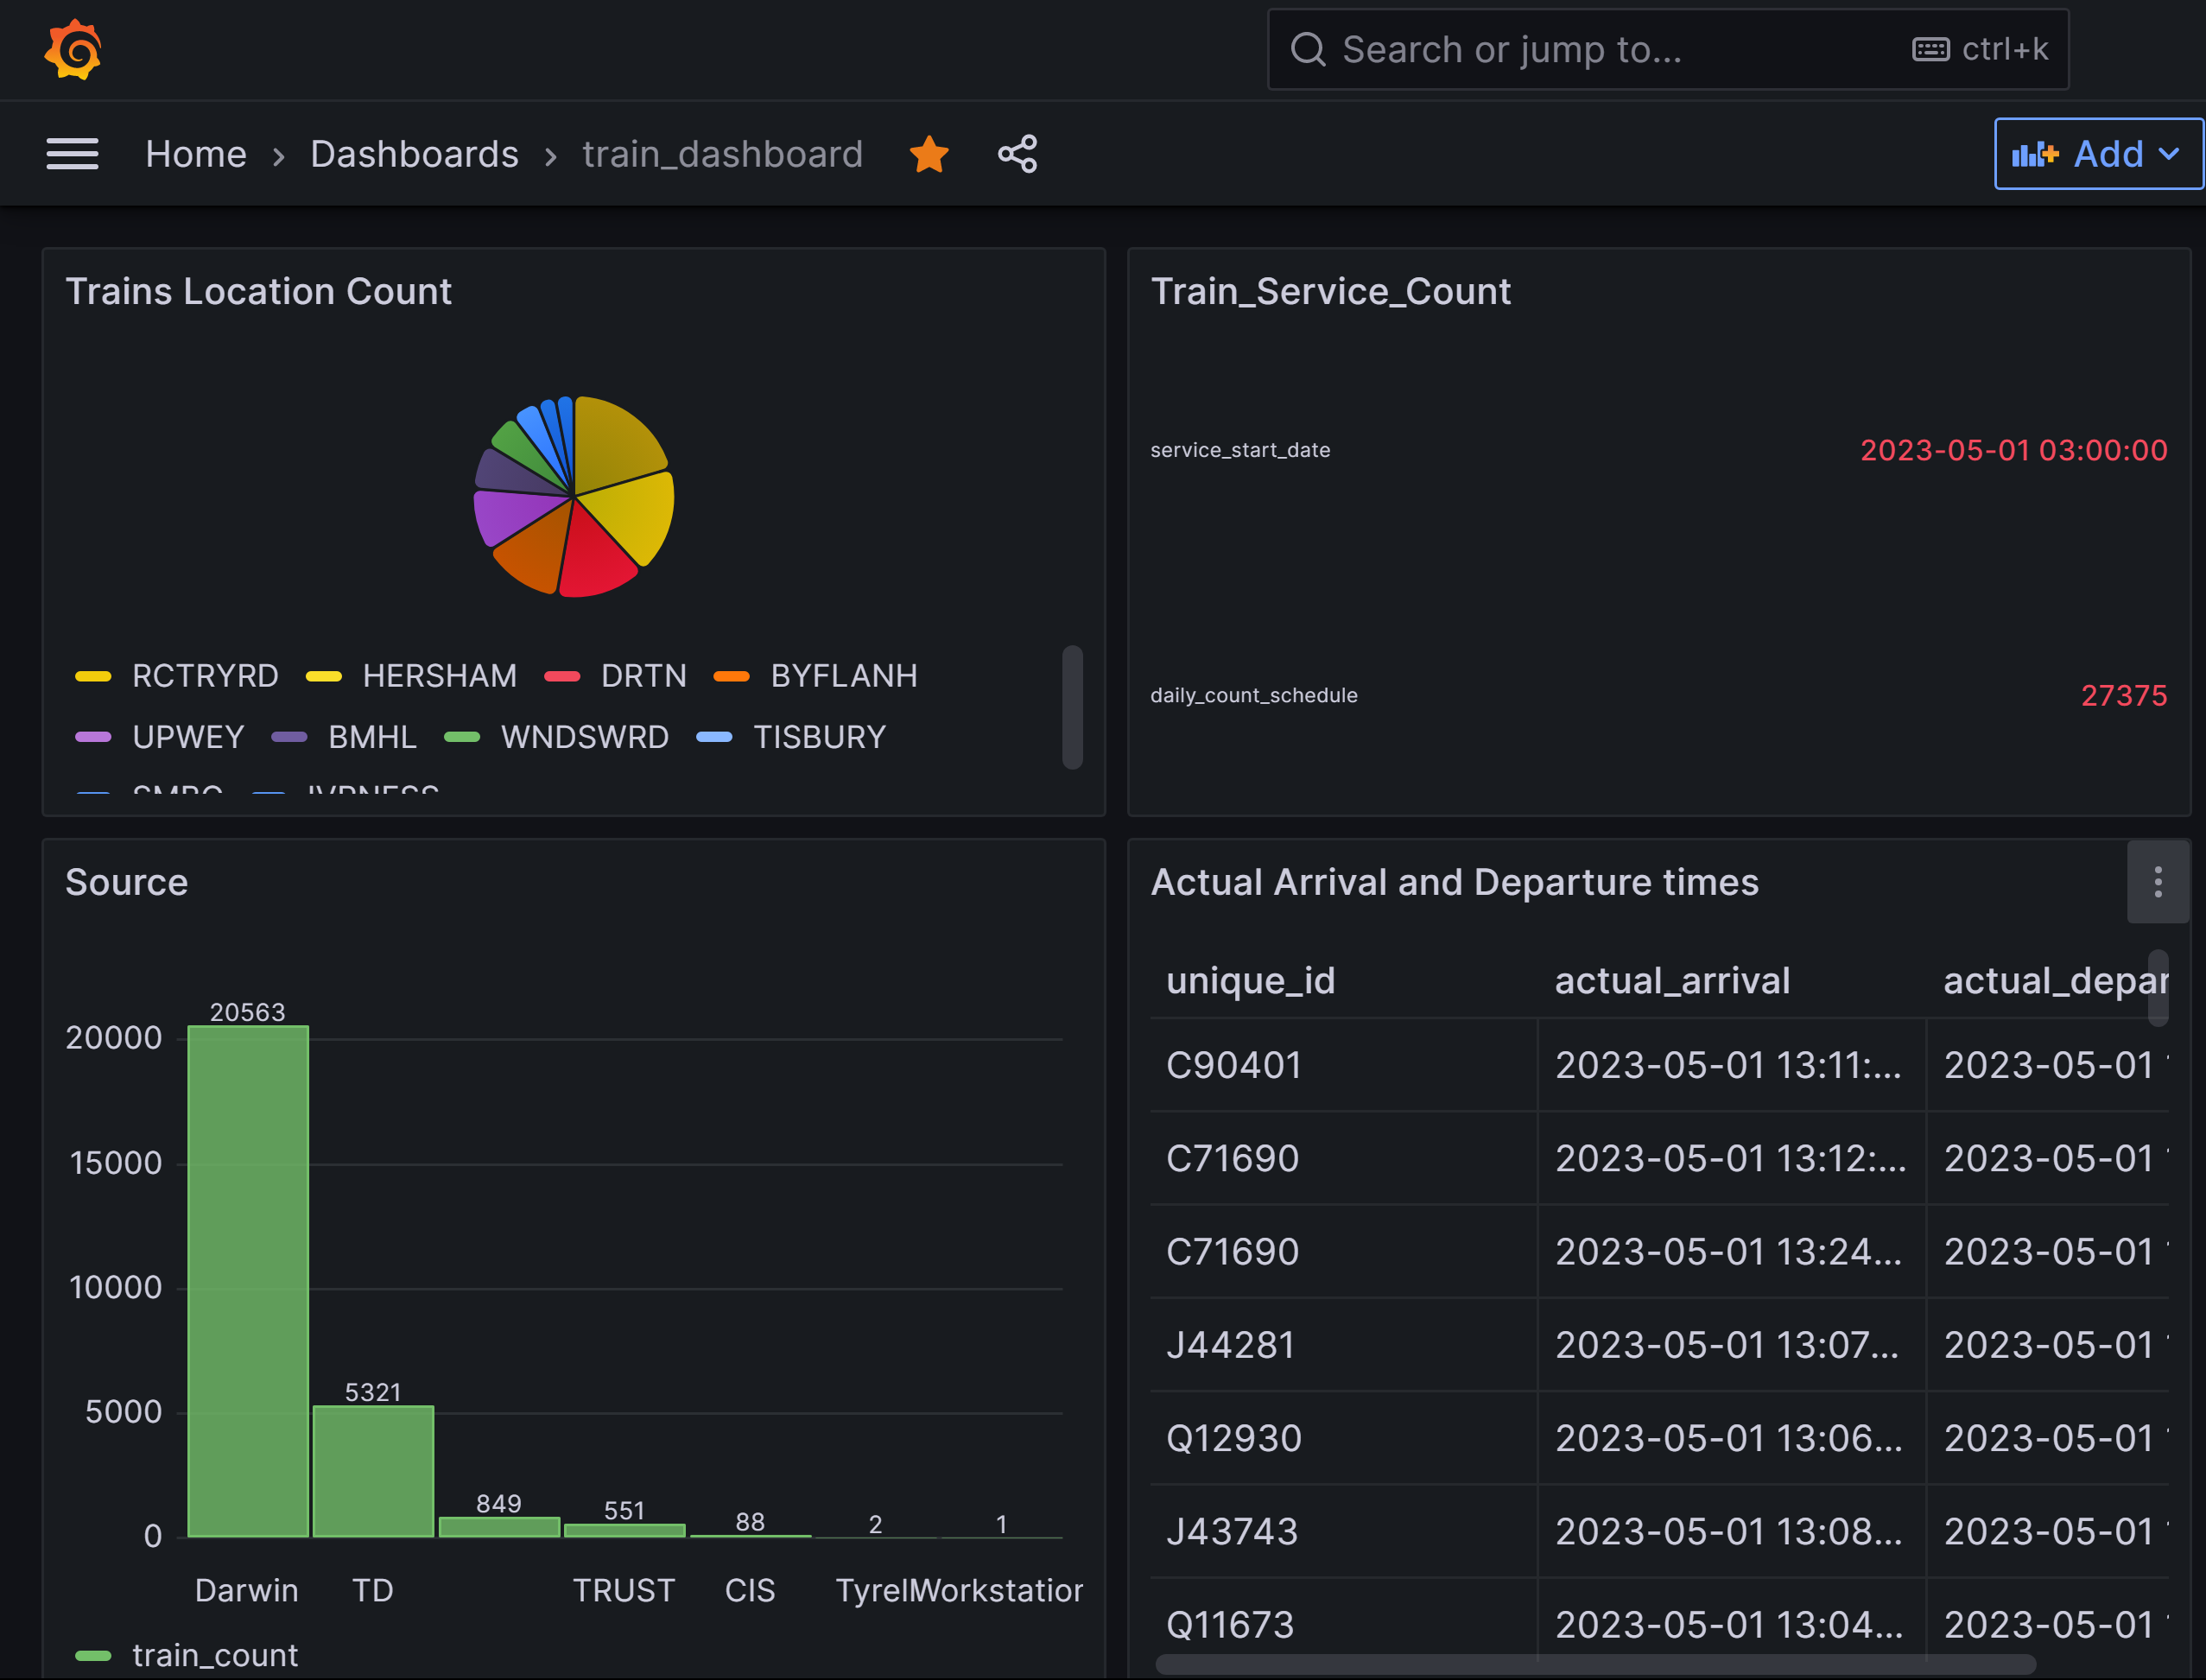 Search or jump to... ctrl+k
Home › Dashboards › train_dashboard Add
Trains Location Count
RCTRYRD HERSHAM DRTN BYFLANH
UPWEY BMHL WNDSWRD TISBURY
Train_Service_Count
service_start_date 2023-05-01 03:00:00
daily_count_schedule 27375
Source
20563
20000
15000
10000
5321
5000
849 551 88 2 1
0
Darwin TD TRUST CIS Tyrell Workstation
train_count
Actual Arrival and Departure times
unique_id actual_arrival actual_depar
C90401 2023-05-01 13:11:... 2023-05-01
C71690 2023-05-01 13:12:... 2023-05-01
C71690 2023-05-01 13:24... 2023-05-01
J44281 2023-05-01 13:07... 2023-05-01
Q12930 2023-05-01 13:06... 2023-05-01
J43743 2023-05-01 13:08... 2023-05-01
Q11673 2023-05-01 13:04... 2023-05-01